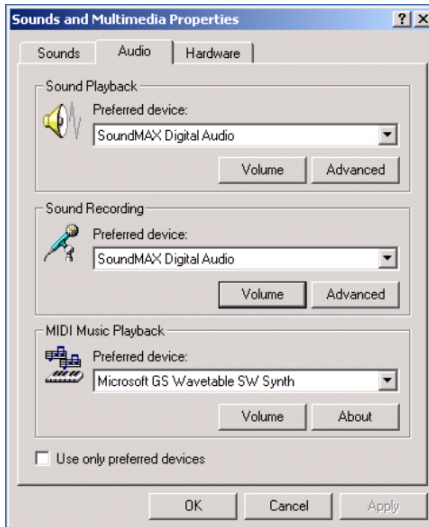 Sounds and Multimedia Properties
Sounds Audio Hardware
Sound Playback
Preferred device:
SoundMAX Digital Audio
Volume Advanced
Sound Recording
Preferred device:
SoundMAX Digital Audio
Volume Advanced
MIDI Music Playback
Preferred device:
Microsoft GS Wavetable SW Synth
Volume About
Use only preferred devices
OK Cancel Apply